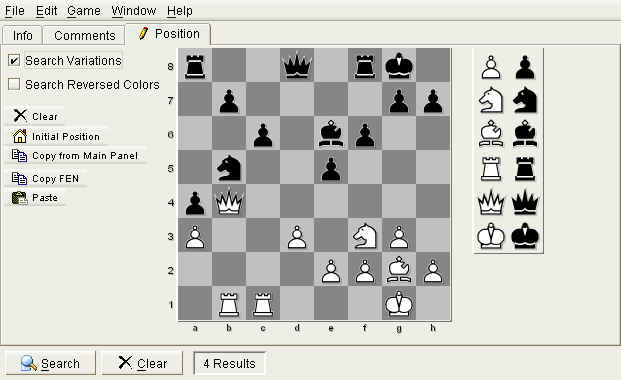 File Edit Game Window Help
Info Comments Position
Search Variations
Search Reversed Colors
Clear
Initial Position
Copy from Main Panel
Copy FEN
Paste
8
7
6
5
4
3
2
1
a b c d e f g h
Search Clear 4 Results